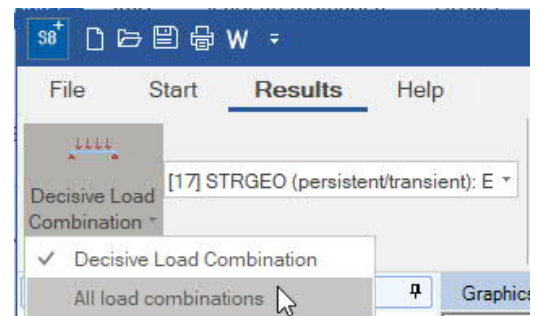 S8+ W
File Start Results Help
Decisive Load
Combination
[17] STRGEO (persistent/transient): E
Decisive Load Combination
All load combinations
Graphics